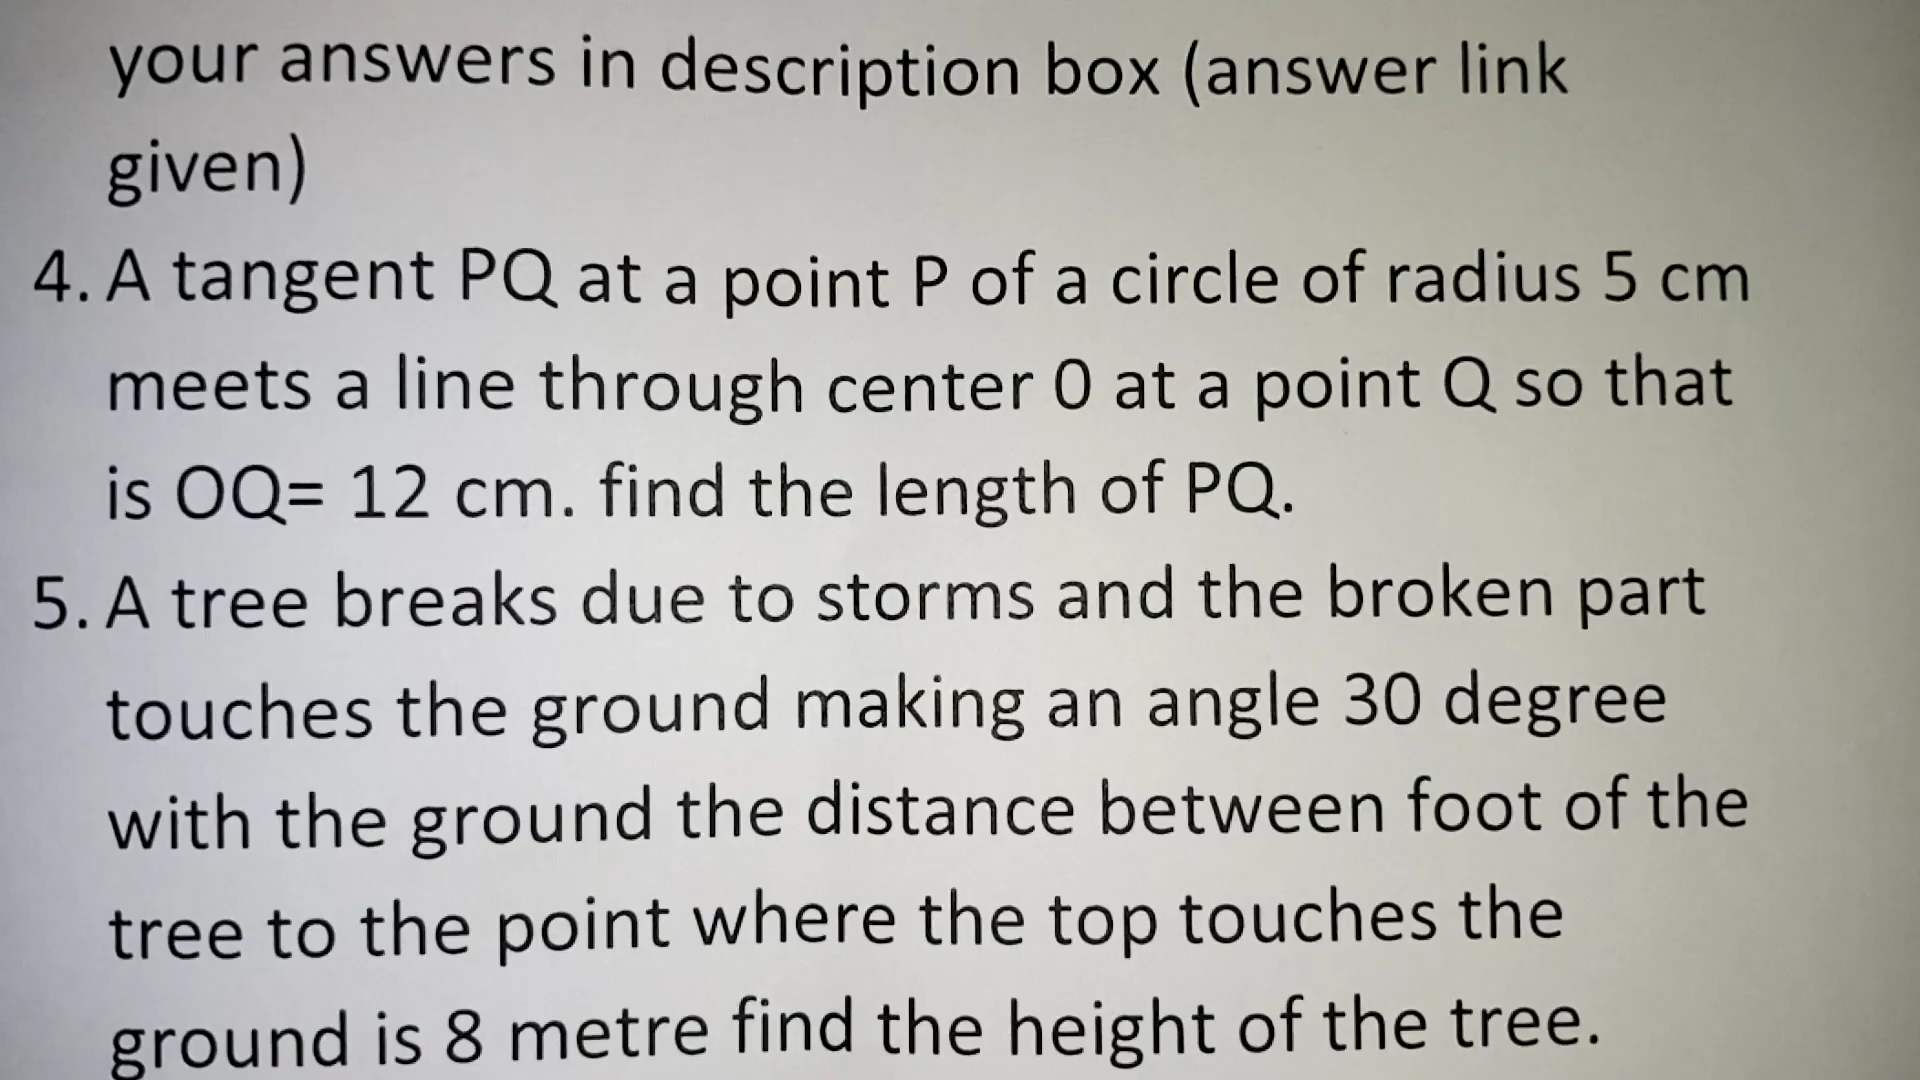 your answers in description box (answer link
given)
4. A tangent PQ at a point P of a circle of radius 5 cm
meets a line through center 0 at a point Q so that
is OQ= 12 cm. find the length of PQ.
5. A tree breaks due to storms and the broken part
touches the ground making an angle 30 degree
with the ground the distance between foot of the
tree to the point where the top touches the
ground is 8 metre find the height of the tree.